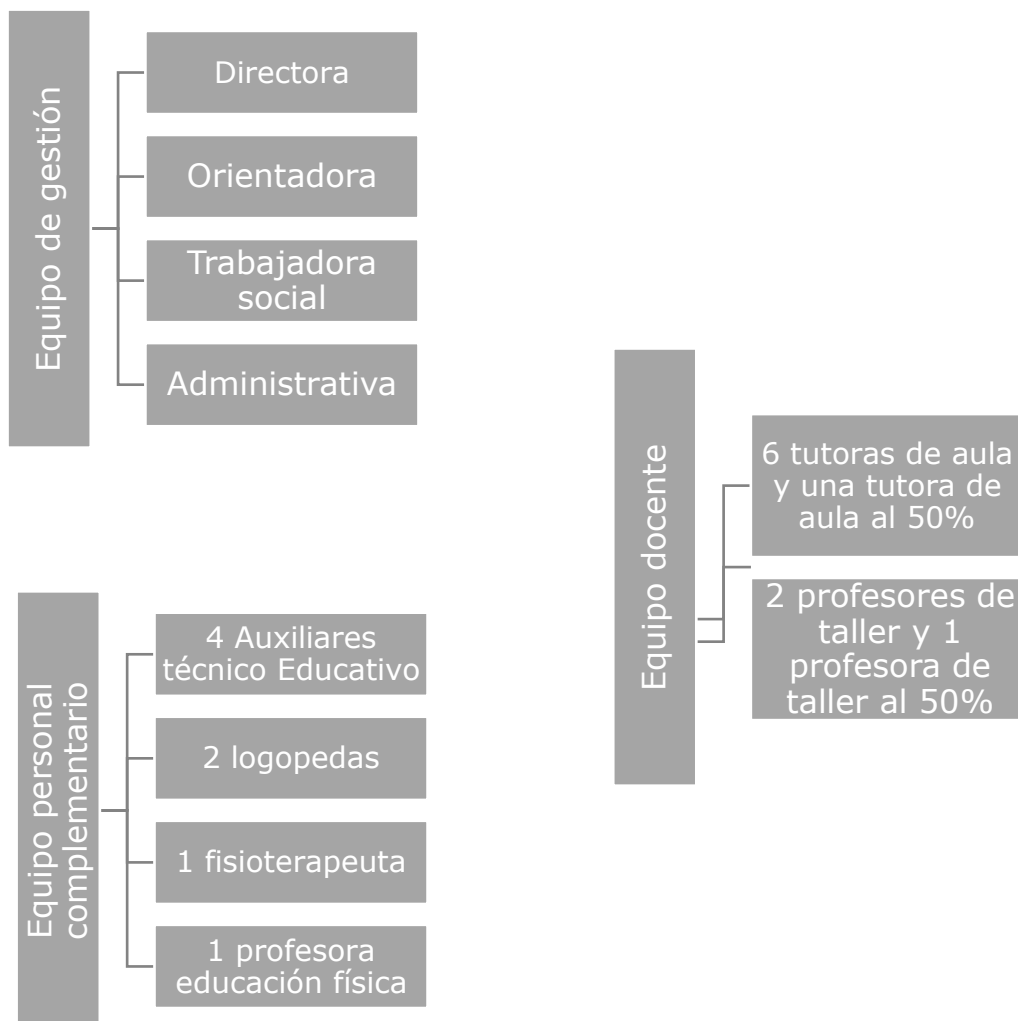 Equipo de gestión
Directora
Orientadora
Trabajadora
social
Administrativa
Equipo personal
complementario
4 Auxiliares
técnico Educativo
2 logopedas
1 fisioterapeuta
1 profesora
educación física
Equipo docente
6 tutoras de aula
y una tutora de
aula al 50%
2 profesores de
taller y 1
profesora de
taller al 50%